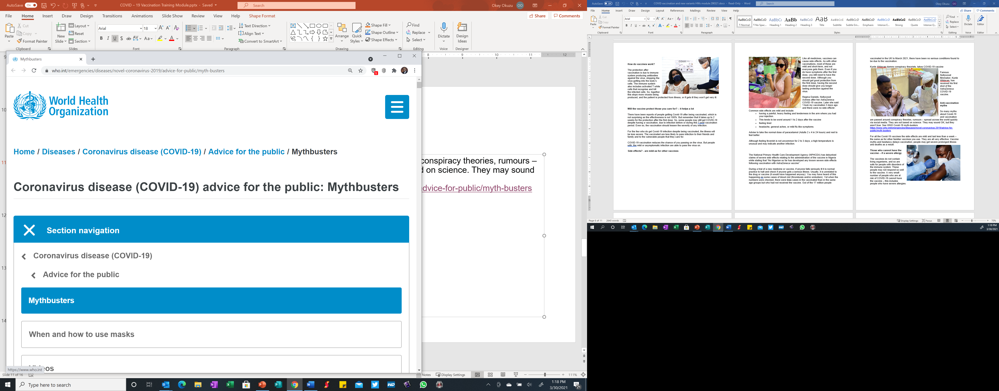 AutoSave On
COVID – 19 Vaccination Training Module.pptx - Saved
Search
Okey Okuzu OO
File Home Insert Draw Design Transitions Animations Slide Show Review View Help Shape Format
Share Comments
Paste
Cut
Copy
Format Painter
Clipboard
New Slide
Layout
Reset
Section
Slides
Arial 18
Font
Text Direction
Align Text
Convert to SmartArt
Paragraph
Arrange
Quick Styles
Shape Fill
Shape Outline
Shape Effects
Drawing
Find
Replace
Select
Editing
Dictate
Voice
Design Ideas
Designer
Mythbusters
who.int/emergencies/diseases/novel-coronavirus-2019/advice-for-public/myth-busters
World Health
Organization
Home / Diseases / Coronavirus disease (COVID-19) / Advice for the public / Mythbusters
Coronavirus disease (COVID-19) advice for the public: Mythbusters
Section navigation
Coronavirus disease (COVID-19)
Advice for the public
Mythbusters
When and how to use masks
https://www.who.int
8 9 10 11 12
conspiracy theories, rumours –
on science. They may sound
dvice-for-public/myth-busters
9
10
11
12
13
14
Slide 11 of 16
Notes Display Settings 111%
Type here to search
1:18 PM
3/30/2021
21
AutoSave Off
COVID vaccination and new variants HWs module 290321.docx - Read-Only - Word
Search
Okey Okuzu OO
File Home Insert Draw Design Layout References Mailings Review View Help
Share Comments
Paste
Cut
Copy
Format Painter
Clipboard
Arial 12
Font
Paragraph
AaBbCcD AaBbCcD AaBbCc AaBb AaBbCcD AaB AaBbCcD AaBbCcD AaBbCcD AaBbCcD AaBbCcD AaBbCcD AaBbCcD
Normal No Spac... Heading 1 Heading 2 Heading 3 Title Subtitle Subtle Em... Emphasis Intense E... Strong Quote Intense Q...
Styles
Find
Replace
Select
Editing
Dictate
Voice
Editor
Editor
How do vaccines work?
The protection after
vaccination is due to immune
system producing antibodies
against the virus, stopping the
virus getting into the body's
cells. The immune system
also includes activated T white
cells that recognise and kill
the infected cells. So, together
this stops more viruses being
produced, and the patient is protected from illness, or if gets ill they won't get very ill.
Will the vaccine protect those you care for? – it helps a lot
There have been reports of people getting Covid-19 after being vaccinated, which is
not surprising as the effectiveness is not 100%. But remember that it takes up to 2
weeks for the protection after the first dose. So, some people may still get COVID-19
despite having a vaccination, due to infection before or during this 2 post vaccination
period. Even so, the vaccination should lessen the severity of any infection.
For the few who do get Covid-19 infection despite being vaccinated, the illness will
be less severe. The vaccinated are less likely to pass infection to their friends and
family and to the vulnerable people that they care for.
COVID-19 vaccination reduces the chance of you passing on the virus. But people
with the mild or asymptomatic infection are able to pass the virus on.
Side effects? - are mild as for other vaccines
Like all medicines, vaccines can
cause side effects. As with other
vaccinations, most of these are
mild and short-term, and not
everyone gets them. Even if you
do have symptoms after the first
dose, you still need to have the
second dose. Although you
should get good protection from
the first dose, having the second
dose should give you longer
lasting protection against the
virus.
Regina Daniels, Nollywood
Actress after her AstraZeneca
COVID-19 vaccine. Later she said
'I took my vaccination 3 days ago
and there were no side effects'.
Common side effects are mild and include:
• having a painful, heavy feeling and tenderness in the arm where you had
your injection.
• This tends to be worst around 1 to 2 days after the vaccine
• feeling tired
• headache, general aches, or mild flu like symptoms.
Advise to take the normal dose of paracetamol (Adults 2 x 4 in 24 hours) and rest to
feel better.
Although feeling feverish is not uncommon for 2 to 3 days, a high temperature is
unusual and may indicate another infection.
The National Primary Health Care Development Agency (NPHCDA) has debunked
claims of severe side effects relating to the administration of the vaccine in Nigeria
while stating that "No Nigerian so far has developed any known severe side effects
following vaccination with AstraZeneca vaccine".
During a trial of a new medicine or vaccine, if anyone falls seriously ill it is normal
practice to halt and check if anyone gets a serious illness. Usually, it is unrelated to
the drug or vaccine (it would have happened anyway). You may have heard of this
happening eg some cases of blood clot (thrombosis and/or embolism). Yet when the
numbers were checked, there were less cases in the vaccinated than in the same
age groups but who had not received the vaccine. Out of the 17 million people
vaccinated in the UK to March 2021, there have been no serious conditions found to
be due to the vaccination.
Kunle Afolayan damns conspiracy theorists, takes COVID-19 vaccine
Famous
Nollywood
filmmaker, Kunle
Afolayan, has
received his first
shot of the
AstraZeneca
COVID-19
vaccine.
Anti-vaccination
myths
So many myths
about Covid-19
and vaccination
are passed around conspiracy theories, rumours – spread across the world quickly
via social media. They are not based on science. They may sound OK, but they
aren't true. See WHO Covid-19 myth-busters.
https://www.who.int/emergencies/diseases/novel-coronavirus-2019/advice-for-
public/myth-busters.
For all the Covid-19 vaccines the side effects are mild and last less than a week –
the same as for other familiar vaccines you use. They are all very effective. Vaccine
myths and hesitancy delays vaccination; people may get severe prolonged illness
and deaths as a result.
Those who cannot have the
vaccine – if a severe allergy
The vaccines do not contain
living organisms, and so are
safe for people with disorders of
the immune system. These
people may not respond so well
to the vaccine. A very small
number of people who are at
risk of COVID-19 cannot have
the vaccine – this includes
people who have severe allergies.
Page 6 of 11 2640 words
Display Settings Focus 70%
1:18 PM
3/30/2021